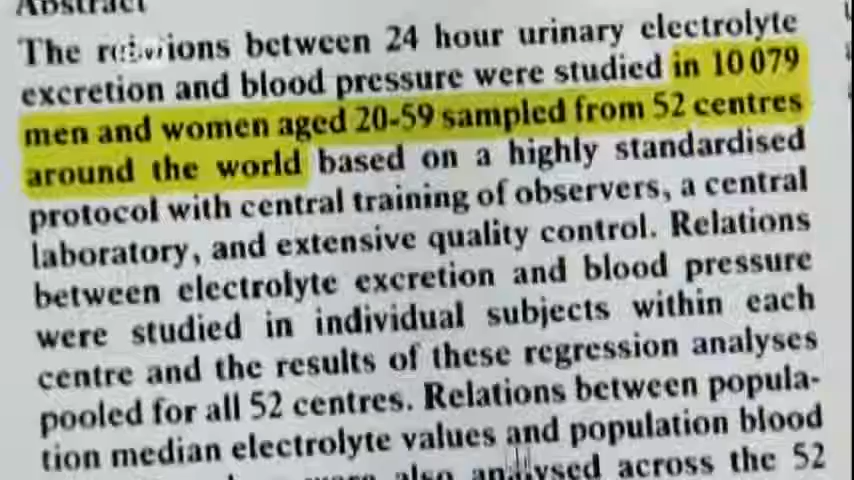 Abstract
The relations between 24 hour urinary electrolyte
excretion and blood pressure were studied in 10 079
men and women aged 20-59 sampled from 52 centres
around the world based on a highly standardised
protocol with central training of observers, a central
laboratory, and extensive quality control. Relations
between electrolyte excretion and blood pressure
were studied in individual subjects within each
centre and the results of these regression analyses
pooled for all 52 centres. Relations between popula-
tion median electrolyte values and population blood
were also analysed across the 52